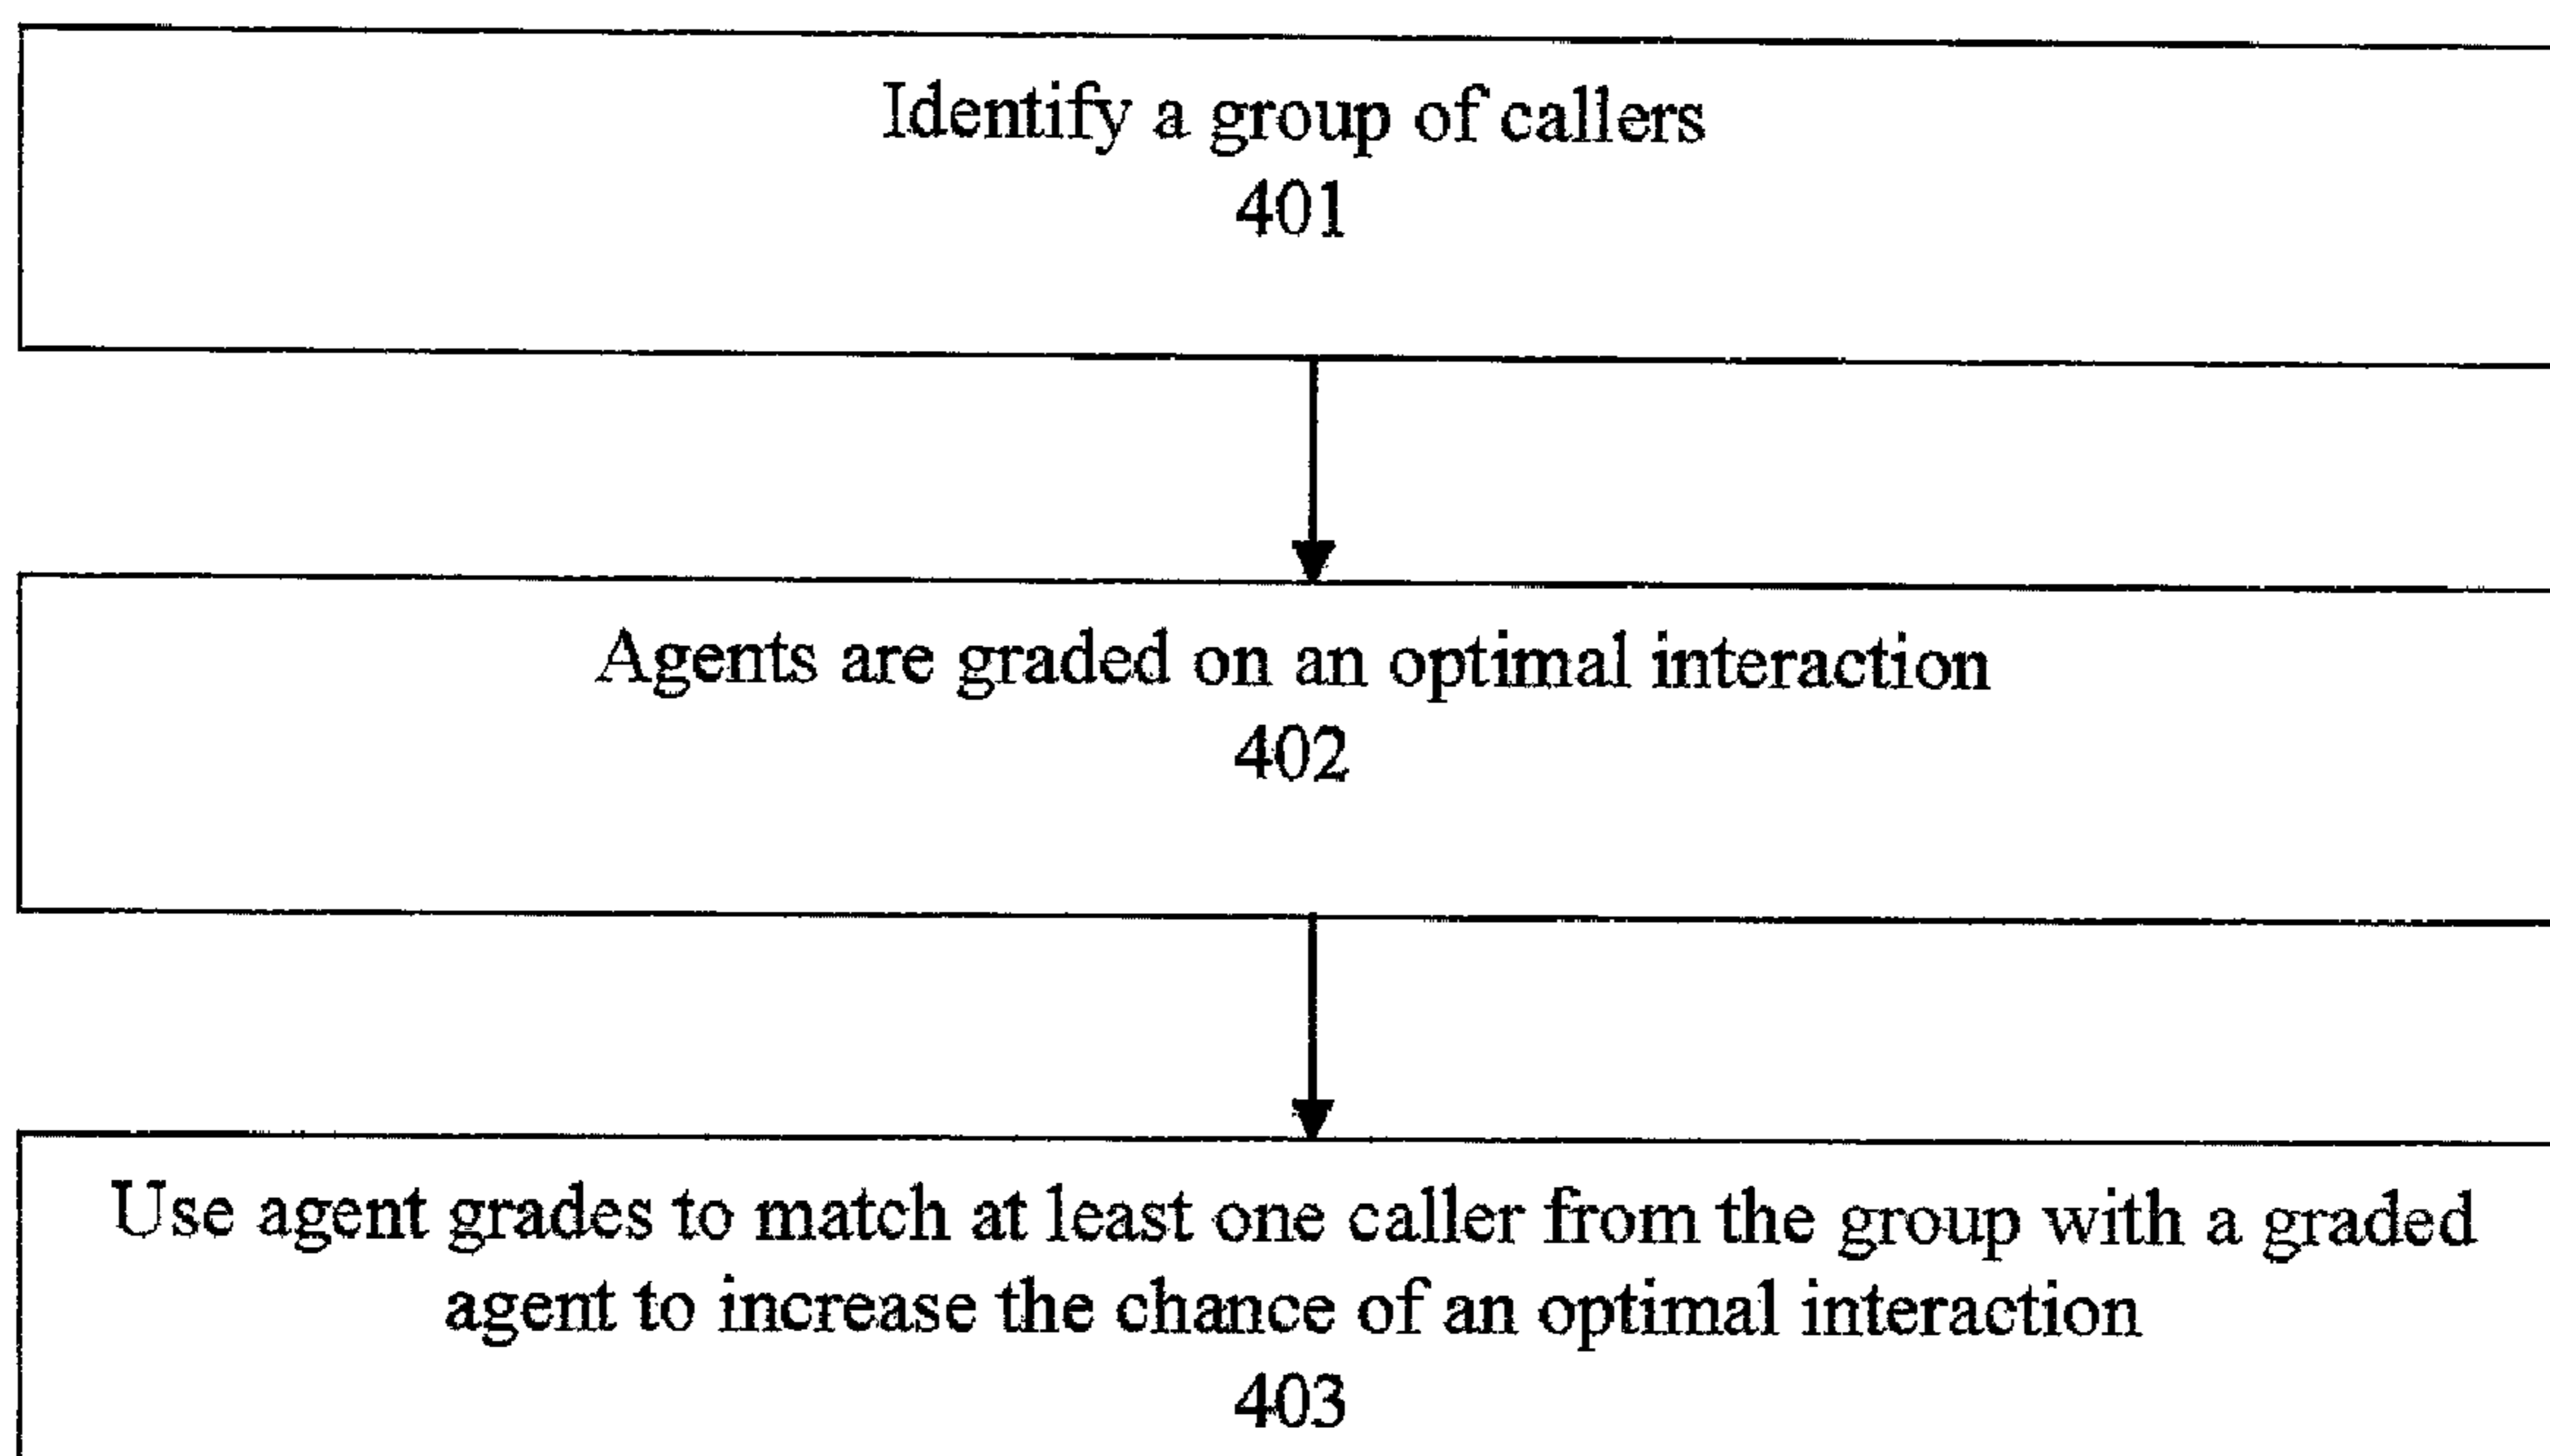 Identify a group of callers
401
Agents are graded on an optimal interaction
402
Use agent grades to match at least one caller from the group with a graded
agent to increase the chance of an optimal interaction
403